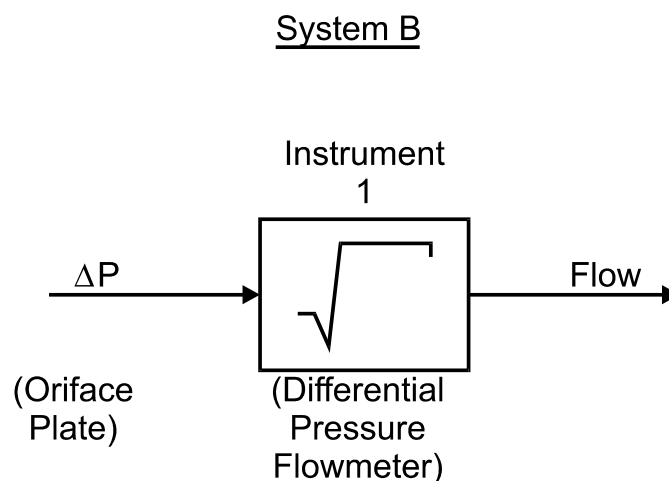 System B
Instrument
1
ΔP
Flow
(Oriface
Plate)
(Differential
Pressure
Flowmeter)